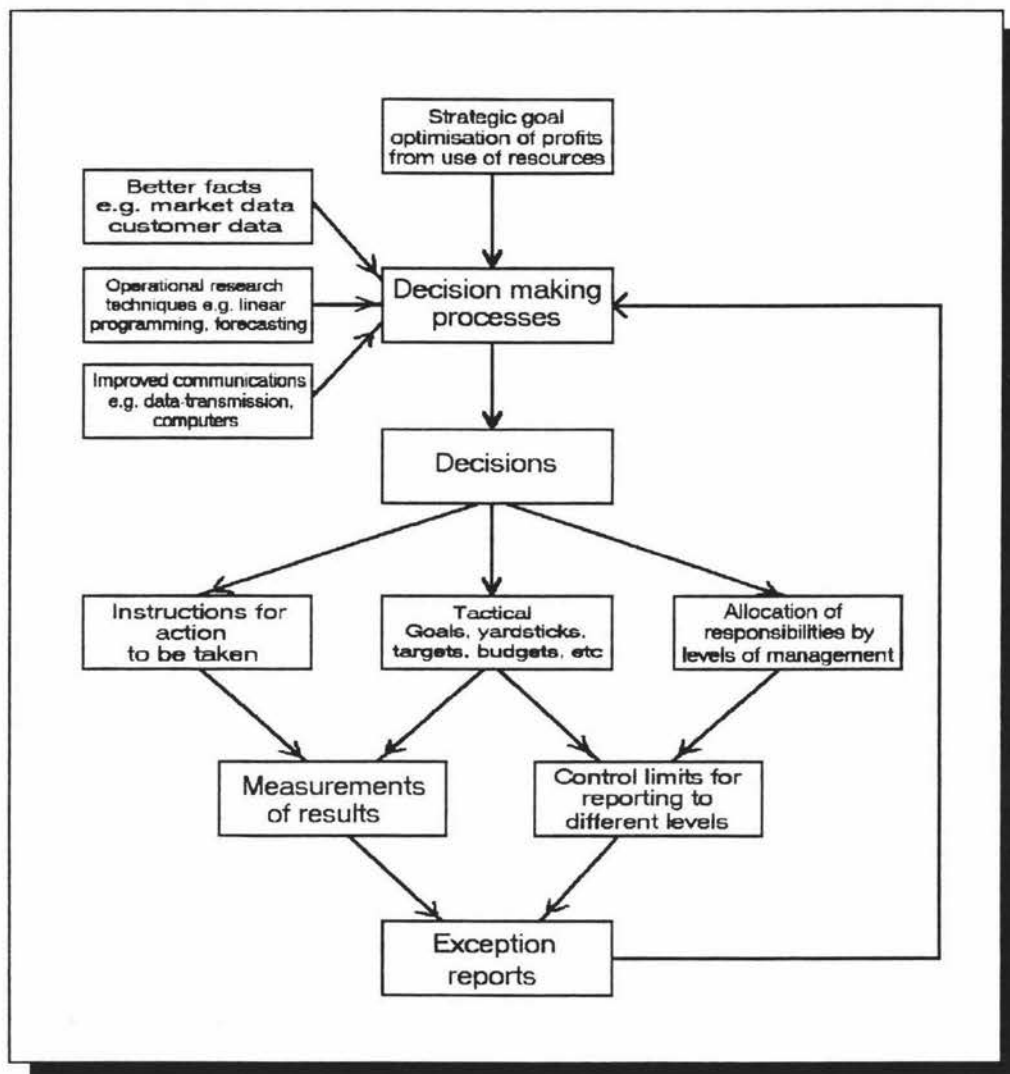 Strategic goal
optimisation of profits
from use of resources
Better facts
e.g. market data
customer data
Operational research
techniques e.g. linear
programming, forecasting
Improved communications
e.g. data-transmission,
computers
Decision making
processes
Decisions
Instructions for
action
to be taken
Tactical
Goals, yardsticks,
targets, budgets, etc
Allocation of
responsibilities by
levels of management
Measurements
of results
Control limits for
reporting to
different levels
Exception
reports